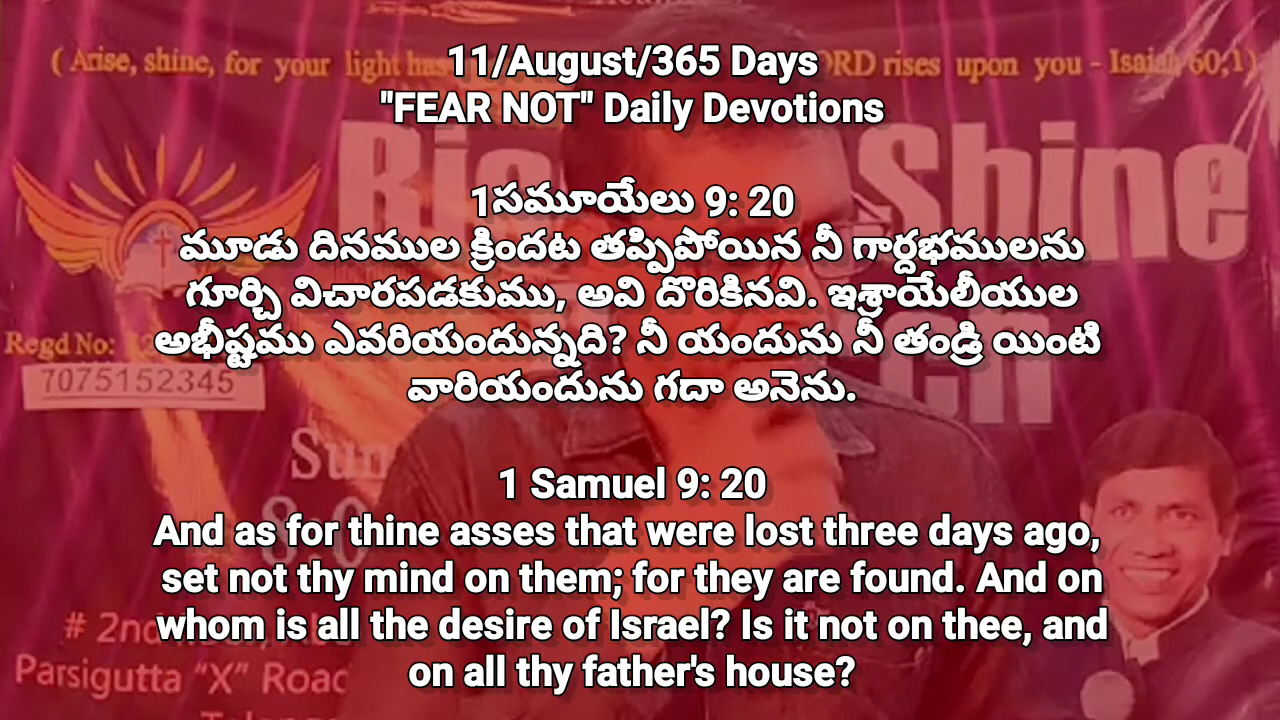 ( Arise, shine, for your light has
RD rises upon you - Isaiah 60;1)
11/August/365 Days
"FEAR NOT" Daily Devotions
Shine
1సమూయేలు 9: 20
మూడు దినముల క్రిందట తప్పిపోయిన నీ గార్దభములను
గూర్చి విచారపడకుము, అవి దొరికినవి. ఇశ్రాయేలీయుల
అభీష్టము ఎవరియందున్నది? నీ యందును నీ తండ్రి యింటి
వారియందును గదా అనెను.
Regd No:
7075152345
Sun
1 Samuel 9: 20
And as for thine asses that were lost three days ago,
set not thy mind on them; for they are found. And on
whom is all the desire of Israel? Is it not on thee, and
on all thy father's house?
# 2nd
Parsigutta “X” Road